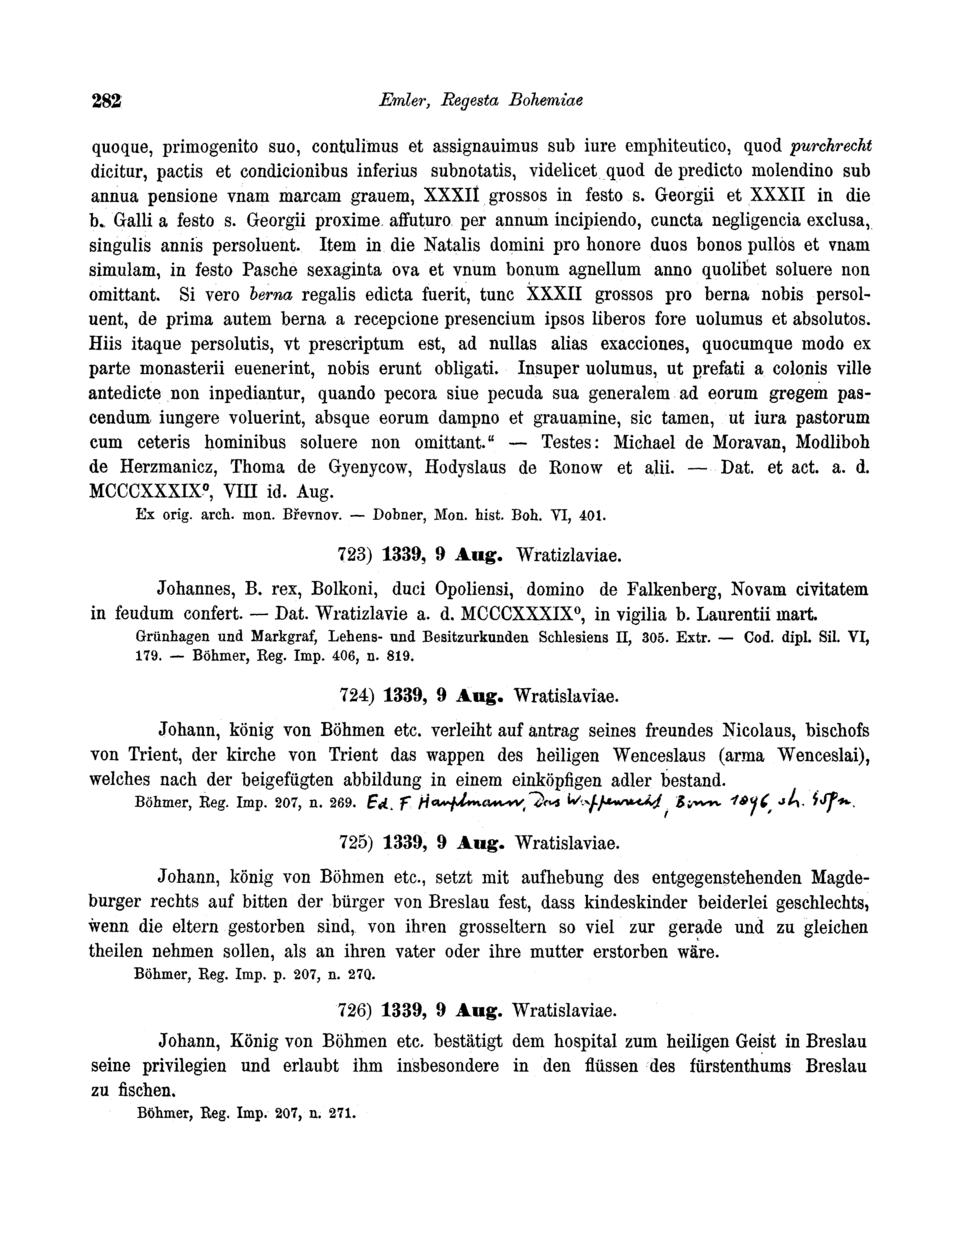 282
Emler, Regesta Bohemiae
quoque, primogenito suo, contulimus et assignauimus sub iure emphiteutico, quod purchrecht
dicitur, pactis et condicionibus inferius subnotatis, videlicet quod de predicto molendino sub
annua pensione vnam marcam grauem, XXXII grossos in festo s. Georgii et XXXII in die
b. Galli a festo s. Georgii proxime affuturo per annum incipiendo, cuncta negligencia exclusa,
singulis annis persoluent. Item in die Natalis domini pro honore duos bonos pullos et vnam
simulam, in festo Pasche sexaginta ova et vnum bonum agnellum anno quolibet soluere non
omittant. Si vero berna regalis edicta fuerit, tunc XXXII grossos pro berna nobis persol-
uent, de prima autem berna a recepcione presencium ipsos liberos fore uolumus et absolutos.
Hiis itaque persolutis, vt prescriptum est, ad nullas alias exacciones, quocumque modo ex
parte monasterii euenerint, nobis erunt obligati. Insuper uolumus, ut prefati a colonis ville
antedicte non inpediantur, quando pecora siue pecuda sua generalem ad eorum gregem pas-
cendum iungere voluerint, absque eorum dampno et grauamine, sic tamen, ut iura pastorum
cum ceteris hominibus soluere non omittant.“ — Testes: Michael de Moravan, Modliboh
de Herzmanicz, Thoma de Gyenycow, Hodyslaus de Ronow et alii. — Dat. et act. a. d.
MCCCXXXIX⁰, VIII id. Aug.
Ex orig. arch. mon. Břevnov. — Dobner, Mon. hist. Boh. VI, 401.
723) 1339, 9 Aug. Wratizlaviae.
Johannes, B. rex, Bolkoni, duci Opoliensi, domino de Falkenberg, Novam civitatem
in feudum confert. — Dat. Wratizlavie a. d. MCCCXXXIX⁰, in vigilia b. Laurentii mart.
Grünhagen und Markgraf, Lehens- und Besitzurkunden Schlesiens II, 305. Extr. — Cod. dipl. Sil. VI,
179. — Böhmer, Reg. Imp. 406, n. 819.
724) 1339, 9 Aug. Wratislaviae.
Johann, könig von Böhmen etc. verleiht auf antrag seines freundes Nicolaus, bischofs
von Trient, der kirche von Trient das wappen des heiligen Wenceslaus (arma Wenceslai),
welches nach der beigefügten abbildung in einem einköpfigen adler bestand.
Böhmer, Reg. Imp. 207, n. 269. Ed. F Hauptmann, Das Wappenrecht, Bonn 1896,
725) 1339, 9 Aug. Wratislaviae.
Johann, könig von Böhmen etc., setzt mit aufhebung des entgegenstehenden Magde-
burger rechts auf bitten der bürger von Breslau fest, dass kindeskinder beiderlei geschlechts,
wenn die eltern gestorben sind, von ihren grosseltern so viel zur gerade und zu gleichen
theilen nehmen sollen, als an ihren vater oder ihre mutter erstorben wäre.
Böhmer, Reg. Imp. p. 207, n. 270.
726) 1339, 9 Aug. Wratislaviae.
Johann, König von Böhmen etc. bestätigt dem hospital zum heiligen Geist in Breslau
seine privilegien und erlaubt ihm insbesondere in den flüssen des fürstenthums Breslau
zu fischen.
Böhmer, Reg. Imp. 207, n. 271.